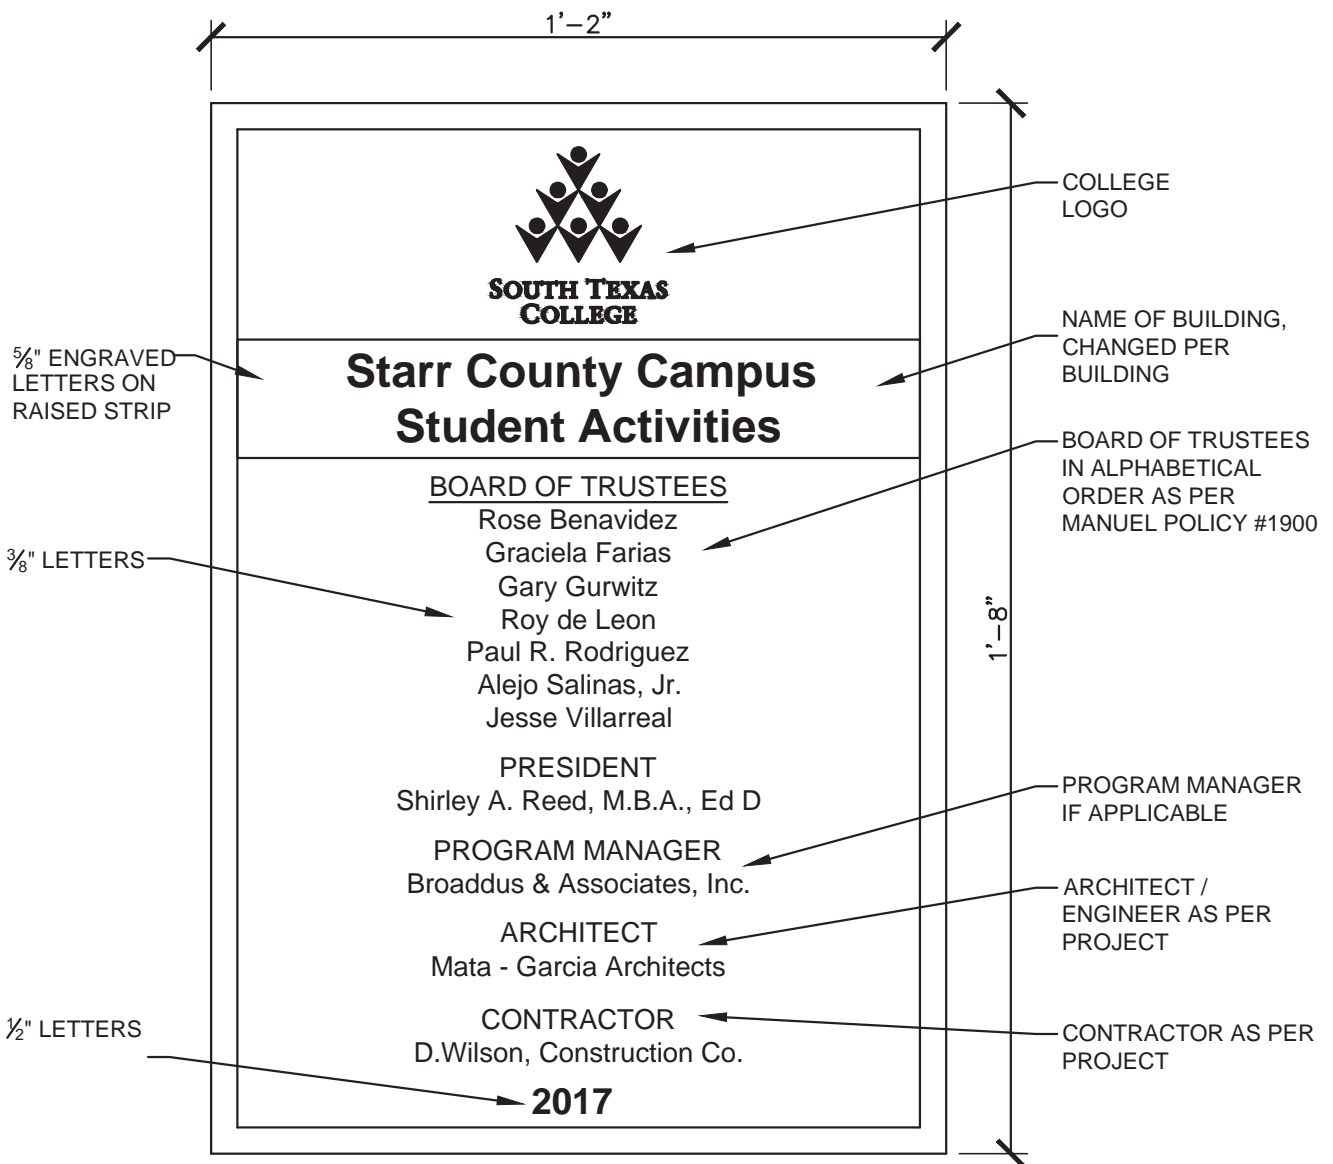 1'-2"
SOUTH TEXAS
COLLEGE
COLLEGE
LOGO
Starr County Campus
Student Activities
⅝" ENGRAVED
LETTERS ON
RAISED STRIP
NAME OF BUILDING,
CHANGED PER
BUILDING
BOARD OF TRUSTEES
Rose Benavidez
Graciela Farias
Gary Gurwitz
Roy de Leon
Paul R. Rodriguez
Alejo Salinas, Jr.
Jesse Villarreal
BOARD OF TRUSTEES
IN ALPHABETICAL
ORDER AS PER
MANUEL POLICY #1900
⅜" LETTERS
1'-8"
PRESIDENT
Shirley A. Reed, M.B.A., Ed D
PROGRAM MANAGER
Broaddus & Associates, Inc.
PROGRAM MANAGER
IF APPLICABLE
ARCHITECT
Mata - Garcia Architects
ARCHITECT /
ENGINEER AS PER
PROJECT
CONTRACTOR
D.Wilson, Construction Co.
CONTRACTOR AS PER
PROJECT
½" LETTERS
2017